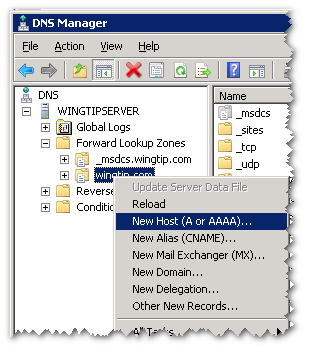 DNS Manager
File Action View Help
DNS
WINGTIPSERVER
Global Logs
Forward Lookup Zones
_msdcs.wingtip.com
wingtip.com
Reverse
Conditio
Name
_msdcs
_sites
_tcp
_udp
Update Server Data File
Reload
New Host (A or AAAA)...
New Alias (CNAME)...
New Mail Exchanger (MX)...
New Domain...
New Delegation...
Other New Records...
All Tasks